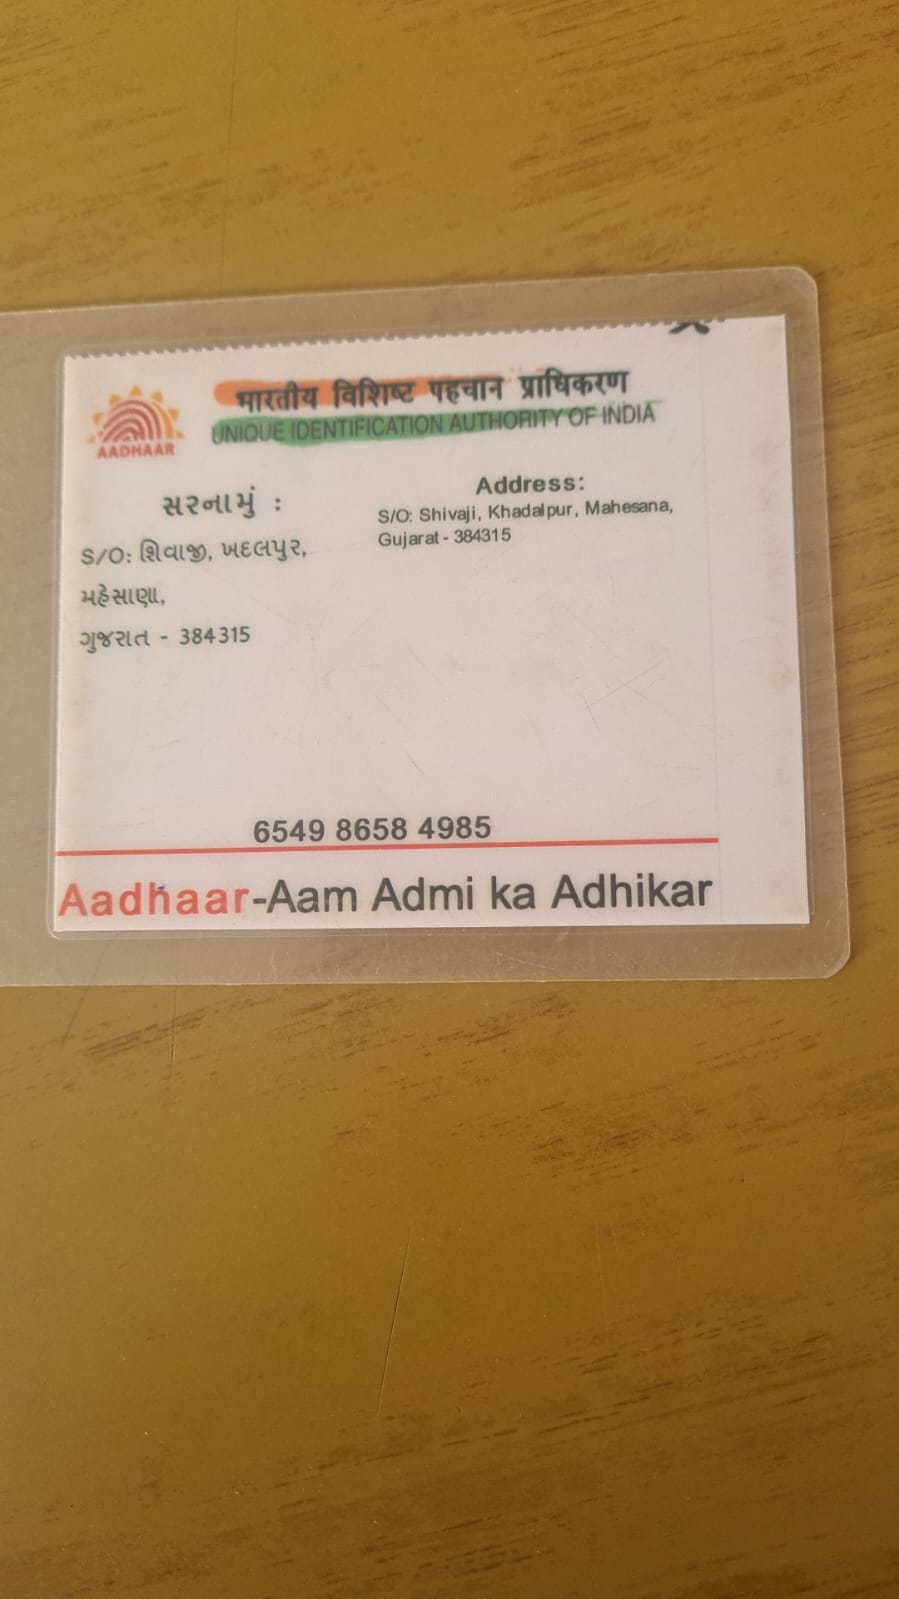 भारतीय विशिष्ट पहचान प्राधिकरण
UNIQUE IDENTIFICATION AUTHORITY OF INDIA
AADHAAR
સરનામું :
S/O: શિવાજી, ખદલપુર,
મહેસાણા,
ગુજરાત - 384315
Address:
S/O: Shivaji, Khadalpur, Mahesana,
Gujarat - 384315
6549 8658 4985
Aadhaar-Aam Admi ka Adhikar